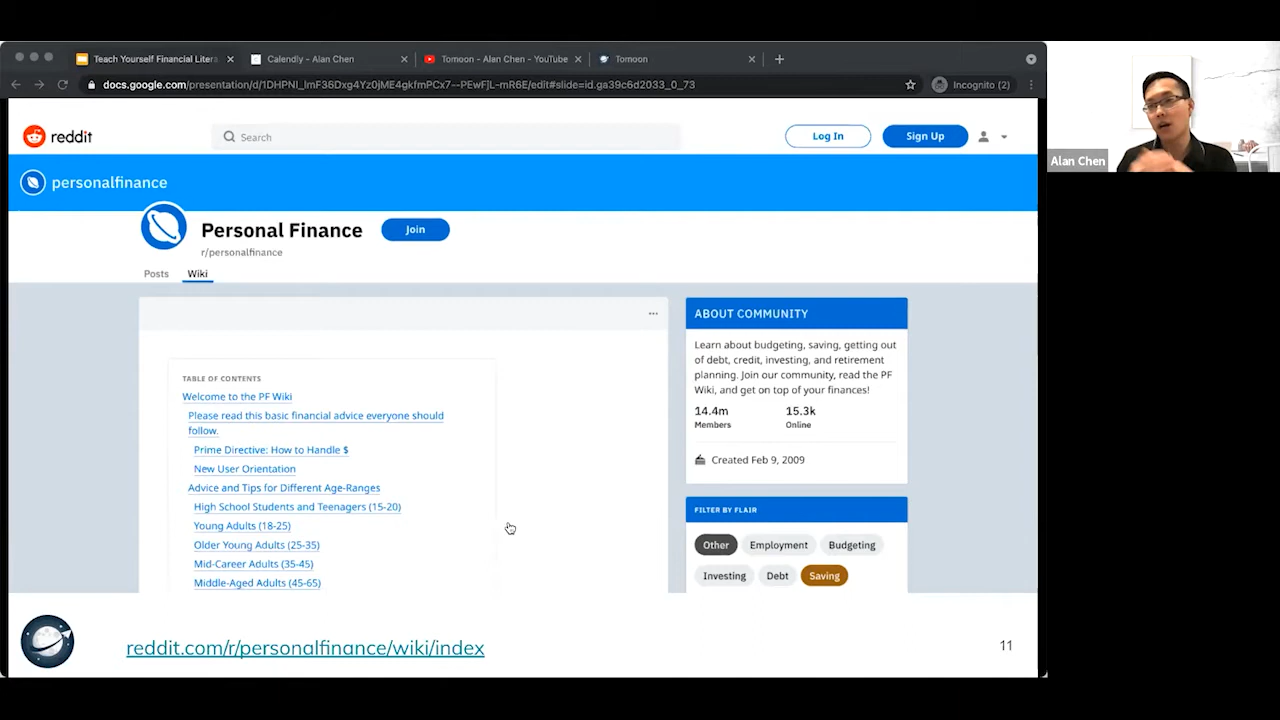 Teach Yourself Financial Litera
Calendly - Alan Chen
Tomoon - Alan Chen - YouTube
Tomoon
docs.google.com/presentation/d/1DHPNI_ImF36Dxg4Yz0jME4gkfmPCx7--PEwFJL-mR6E/edit#slide=id.ga39c6d2033_0_73
Incognito (2)
Alan Chen
reddit
Search
Log In
Sign Up
personalfinance
Personal Finance
Join
r/personalfinance
Posts
Wiki
TABLE OF CONTENTS
Welcome to the PF Wiki
Please read this basic financial advice everyone should
follow.
Prime Directive: How to Handle $
New User Orientation
Advice and Tips for Different Age-Ranges
High School Students and Teenagers (15-20)
Young Adults (18-25)
Older Young Adults (25-35)
Mid-Career Adults (35-45)
Middle-Aged Adults (45-65)
ABOUT COMMUNITY
Learn about budgeting, saving, getting out
of debt, credit, investing, and retirement
planning. Join our community, read the PF
Wiki, and get on top of your finances!
14.4m
15.3k
Members
Online
Created Feb 9, 2009
FILTER BY FLAIR
Other
Employment
Budgeting
Investing
Debt
Saving
reddit.com/r/personalfinance/wiki/index
11